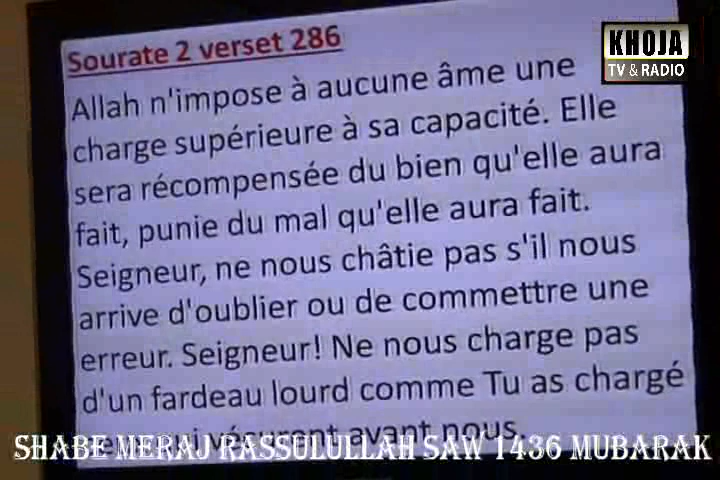 KHOJA
TV & RADIO
Sourate 2 verset 286
Allah n'impose à aucune âme une
charge supérieure à sa capacité. Elle
sera récompensée du bien qu'elle aura
fait, punie du mal qu'elle aura fait.
Seigneur, ne nous châtie pas s'il nous
arrive d'oublier ou de commettre une
erreur. Seigneur! Ne nous charge pas
d'un fardeau lourd comme Tu as chargé
vécurent avant nous.
SHABE MERAJ RASSULULLAH SAW 1436 MUBARAK